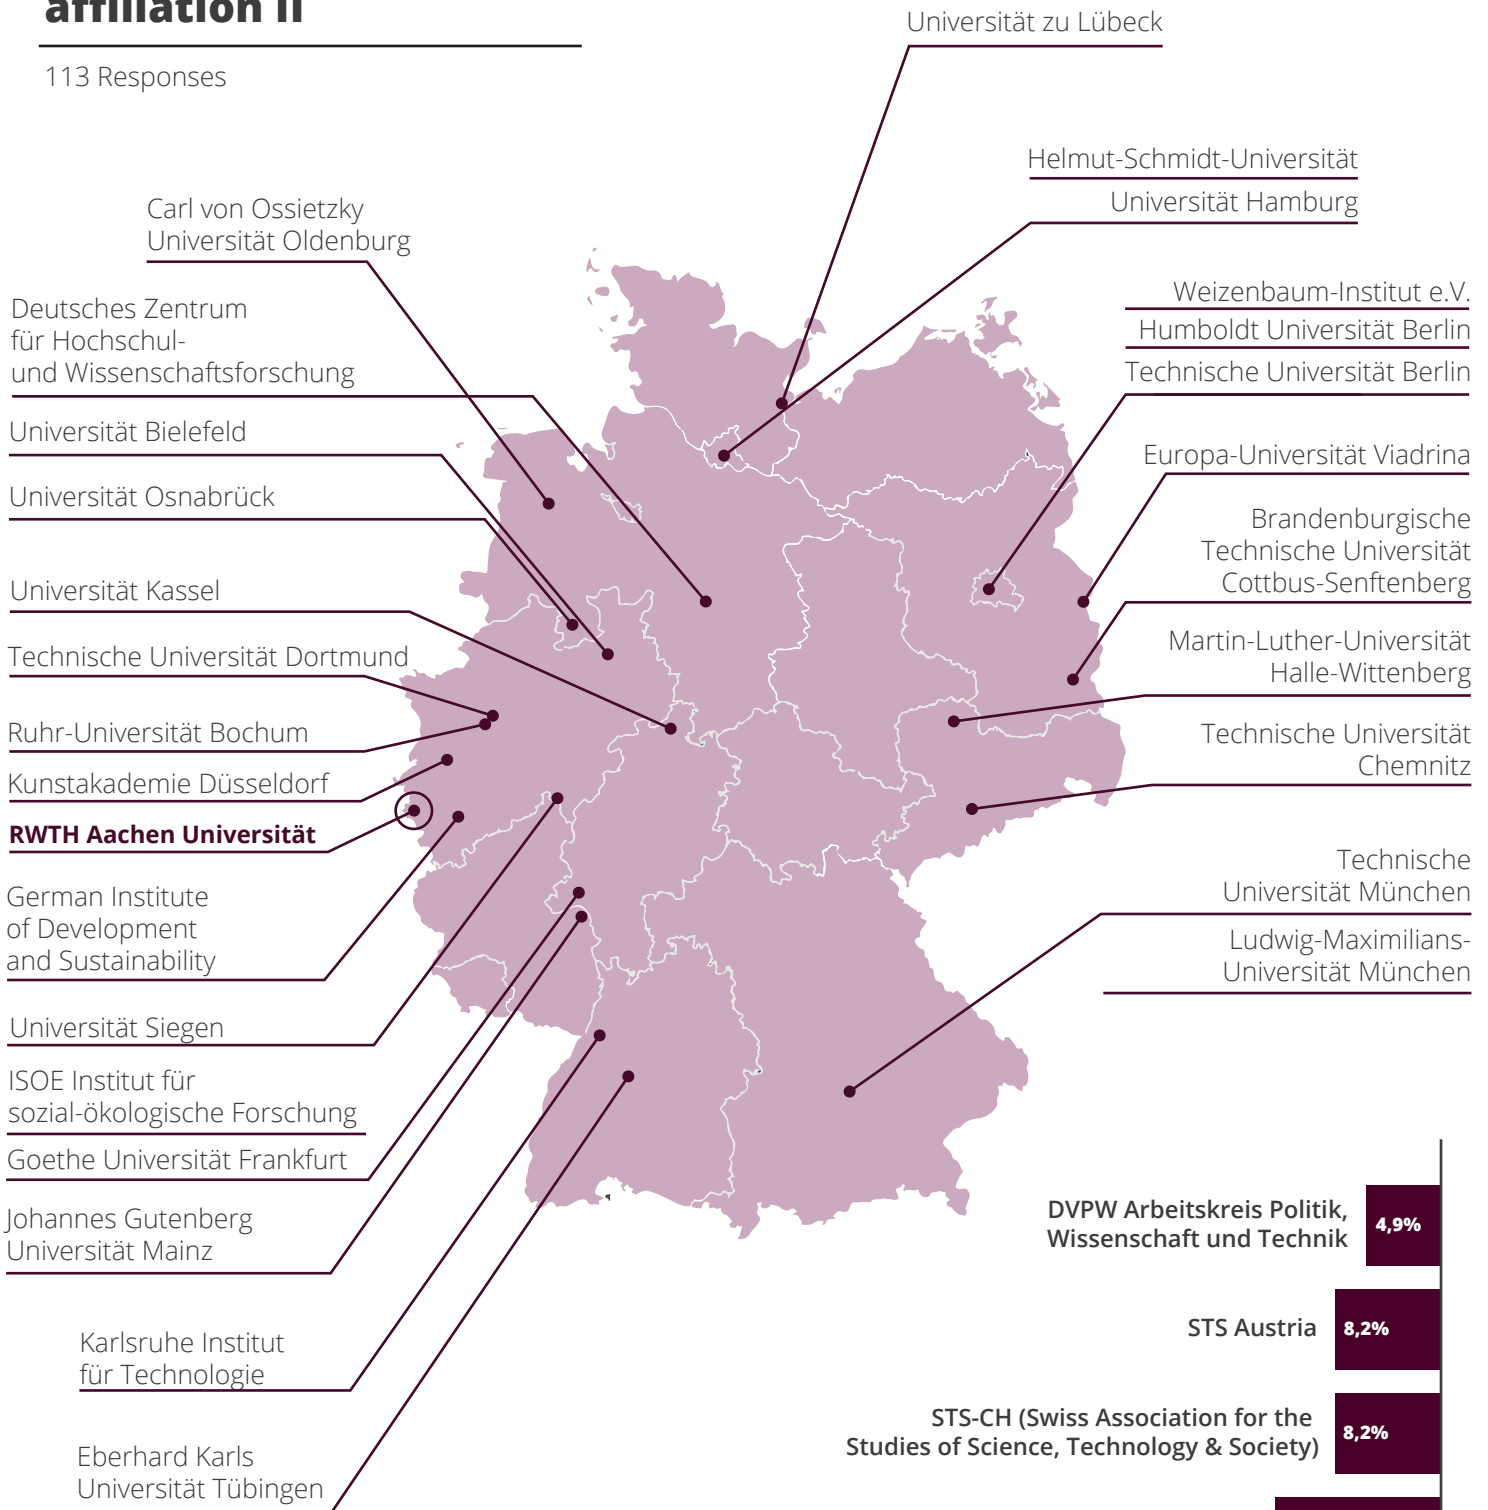 affiliation II
113 Responses
Universität zu Lübeck
Helmut-Schmidt-Universität
Universität Hamburg
Carl von Ossietzky
Universität Oldenburg
Weizenbaum-Institut e.V.
Humboldt Universität Berlin
Technische Universität Berlin
Deutsches Zentrum
für Hochschul-
und Wissenschaftsforschung
Universität Bielefeld
Europa-Universität Viadrina
Universität Osnabrück
Brandenburgische
Technische Universität
Cottbus-Senftenberg
Universität Kassel
Martin-Luther-Universität
Halle-Wittenberg
Technische Universität Dortmund
Ruhr-Universität Bochum
Technische Universität
Chemnitz
Kunstakademie Düsseldorf
RWTH Aachen Universität
Technische
Universität München
German Institute
of Development
and Sustainability
Ludwig-Maximilians-
Universität München
Universität Siegen
ISOE Institut für
sozial-ökologische Forschung
Goethe Universität Frankfurt
Johannes Gutenberg
Universität Mainz
Karlsruhe Institut
für Technologie
Eberhard Karls
Universität Tübingen
DVPW Arbeitskreis Politik,
Wissenschaft und Technik
4,9%
STS Austria
8,2%
STS-CH (Swiss Association for the
Studies of Science, Technology & Society)
8,2%